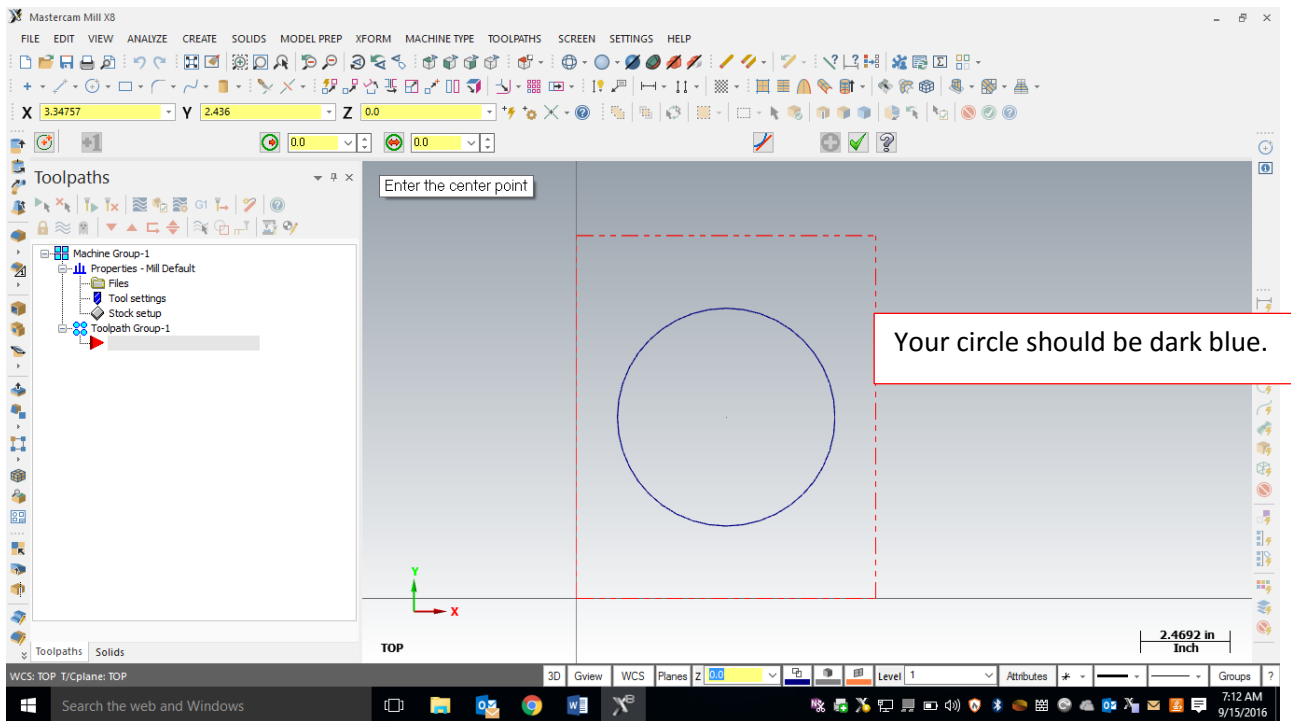 Mastercam Mill X8
FILE EDIT VIEW ANALYZE CREATE SOLIDS MODEL PREP XFORM MACHINE TYPE TOOLPATHS SCREEN SETTINGS HELP
X 3.34757 Y 2.436 Z 0.0
+1 0.0 0.0
Toolpaths
Enter the center point
G1
Machine Group-1
Properties - Mill Default
Files
Tool settings
Stock setup
Toolpath Group-1
Your circle should be dark blue.
Y
X
TOP
2.4692 in
Inch
Toolpaths Solids
WCS: TOP T/Cplane: TOP 3D Gview WCS Planes Z 0.0 Level 1 Attributes Groups ?
Search the web and Windows
7:12 AM
9/15/2016